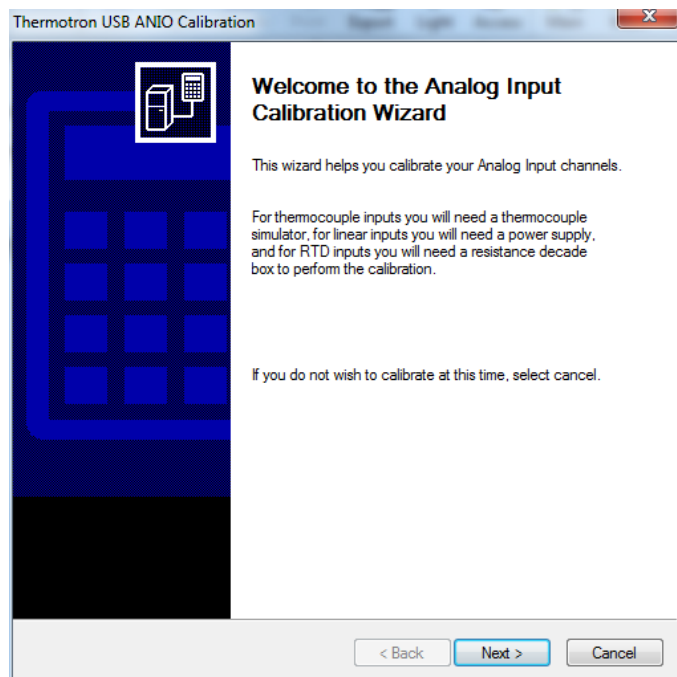 Thermotron USB ANIO Calibration
Welcome to the Analog Input
Calibration Wizard
This wizard helps you calibrate your Analog Input channels.
For thermocouple inputs you will need a thermocouple
simulator, for linear inputs you will need a power supply,
and for RTD inputs you will need a resistance decade
box to perform the calibration.
If you do not wish to calibrate at this time, select cancel.
< Back Next > Cancel